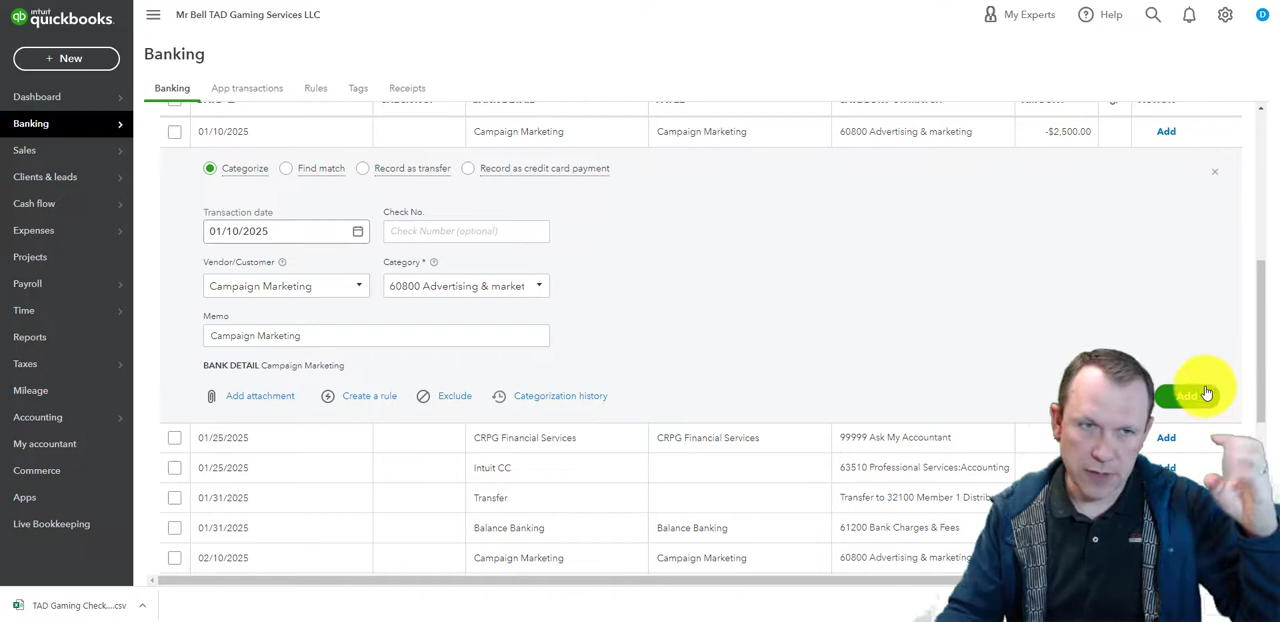 intuit
quickbooks.
Mr Bell TAD Gaming Services LLC
My Experts
Help
D
+ New
Dashboard
Banking
Sales
Clients & leads
Cash flow
Expenses
Projects
Payroll
Time
Reports
Taxes
Mileage
Accounting
My accountant
Commerce
Apps
Live Bookkeeping
Banking
Banking App transactions Rules Tags Receipts
01/10/2025 Campaign Marketing Campaign Marketing 60800 Advertising & marketing -$2,500.00 Add
Categorize Find match Record as transfer Record as credit card payment
Transaction date Check No.
01/10/2025 Check Number (optional)
Vendor/Customer Category *
Campaign Marketing 60800 Advertising & market
Memo
Campaign Marketing
BANK DETAIL Campaign Marketing
Add attachment Create a rule Exclude Categorization history Add
01/25/2025 CRPG Financial Services CRPG Financial Services 99999 Ask My Accountant Add
01/25/2025 Intuit CC 63510 Professional Services:Accounting
01/31/2025 Transfer Transfer to 32100 Member 1 Distrib
01/31/2025 Balance Banking Balance Banking 61200 Bank Charges & Fees
02/10/2025 Campaign Marketing Campaign Marketing 60800 Advertising & marketing
TAD Gaming Check....csv